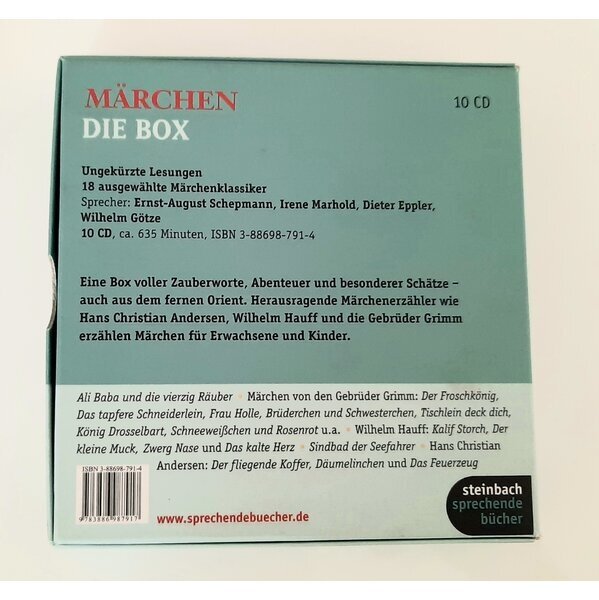 MÄRCHEN
10 CD
DIE BOX
Ungekürzte Lesungen
18 ausgewählte Märchenklassiker
Sprecher: Ernst-August Schepmann, Irene Marhold, Dieter Eppler,
Wilhelm Götze
10 CD, ca. 635 Minuten, ISBN 3-88698-791-4
Eine Box voller Zauberworte, Abenteuer und besonderer Schätze –
auch aus dem fernen Orient. Herausragende Märchenerzähler wie
Hans Christian Andersen, Wilhelm Hauff und die Gebrüder Grimm
erzählen Märchen für Erwachsene und Kinder.
Ali Baba und die vierzig Räuber • Märchen von den Gebrüder Grimm: Der Froschkönig,
Das tapfere Schneiderlein, Frau Holle, Brüderchen und Schwesterchen, Tischlein deck dich,
König Drosselbart, Schneeweißchen und Rosenrot u.a. • Wilhelm Hauff: Kalif Storch, Der
kleine Muck, Zwerg Nase und Das kalte Herz • Sindbad der Seefahrer • Hans Christian
Andersen: Der fliegende Koffer, Däumelinchen und Das Feuerzeug
ISBN 3-88698-791-4
9 783886 987917
www.sprechendebuecher.de
steinbach
sprechende
bücher